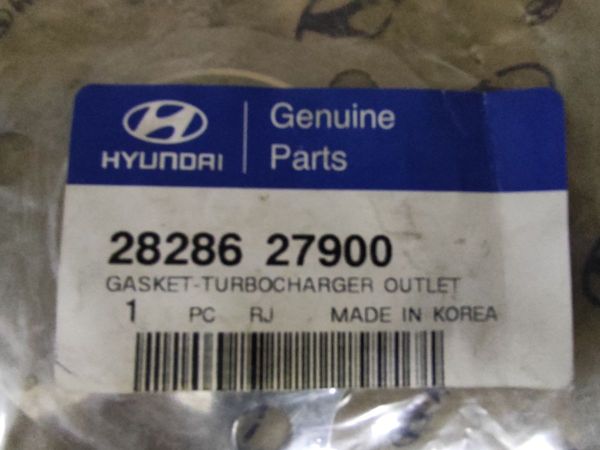 HYUNDAI
Genuine
Parts
28286 27900
GASKET-TURBOCHARGER OUTLET
1 PC RJ MADE IN KOREA